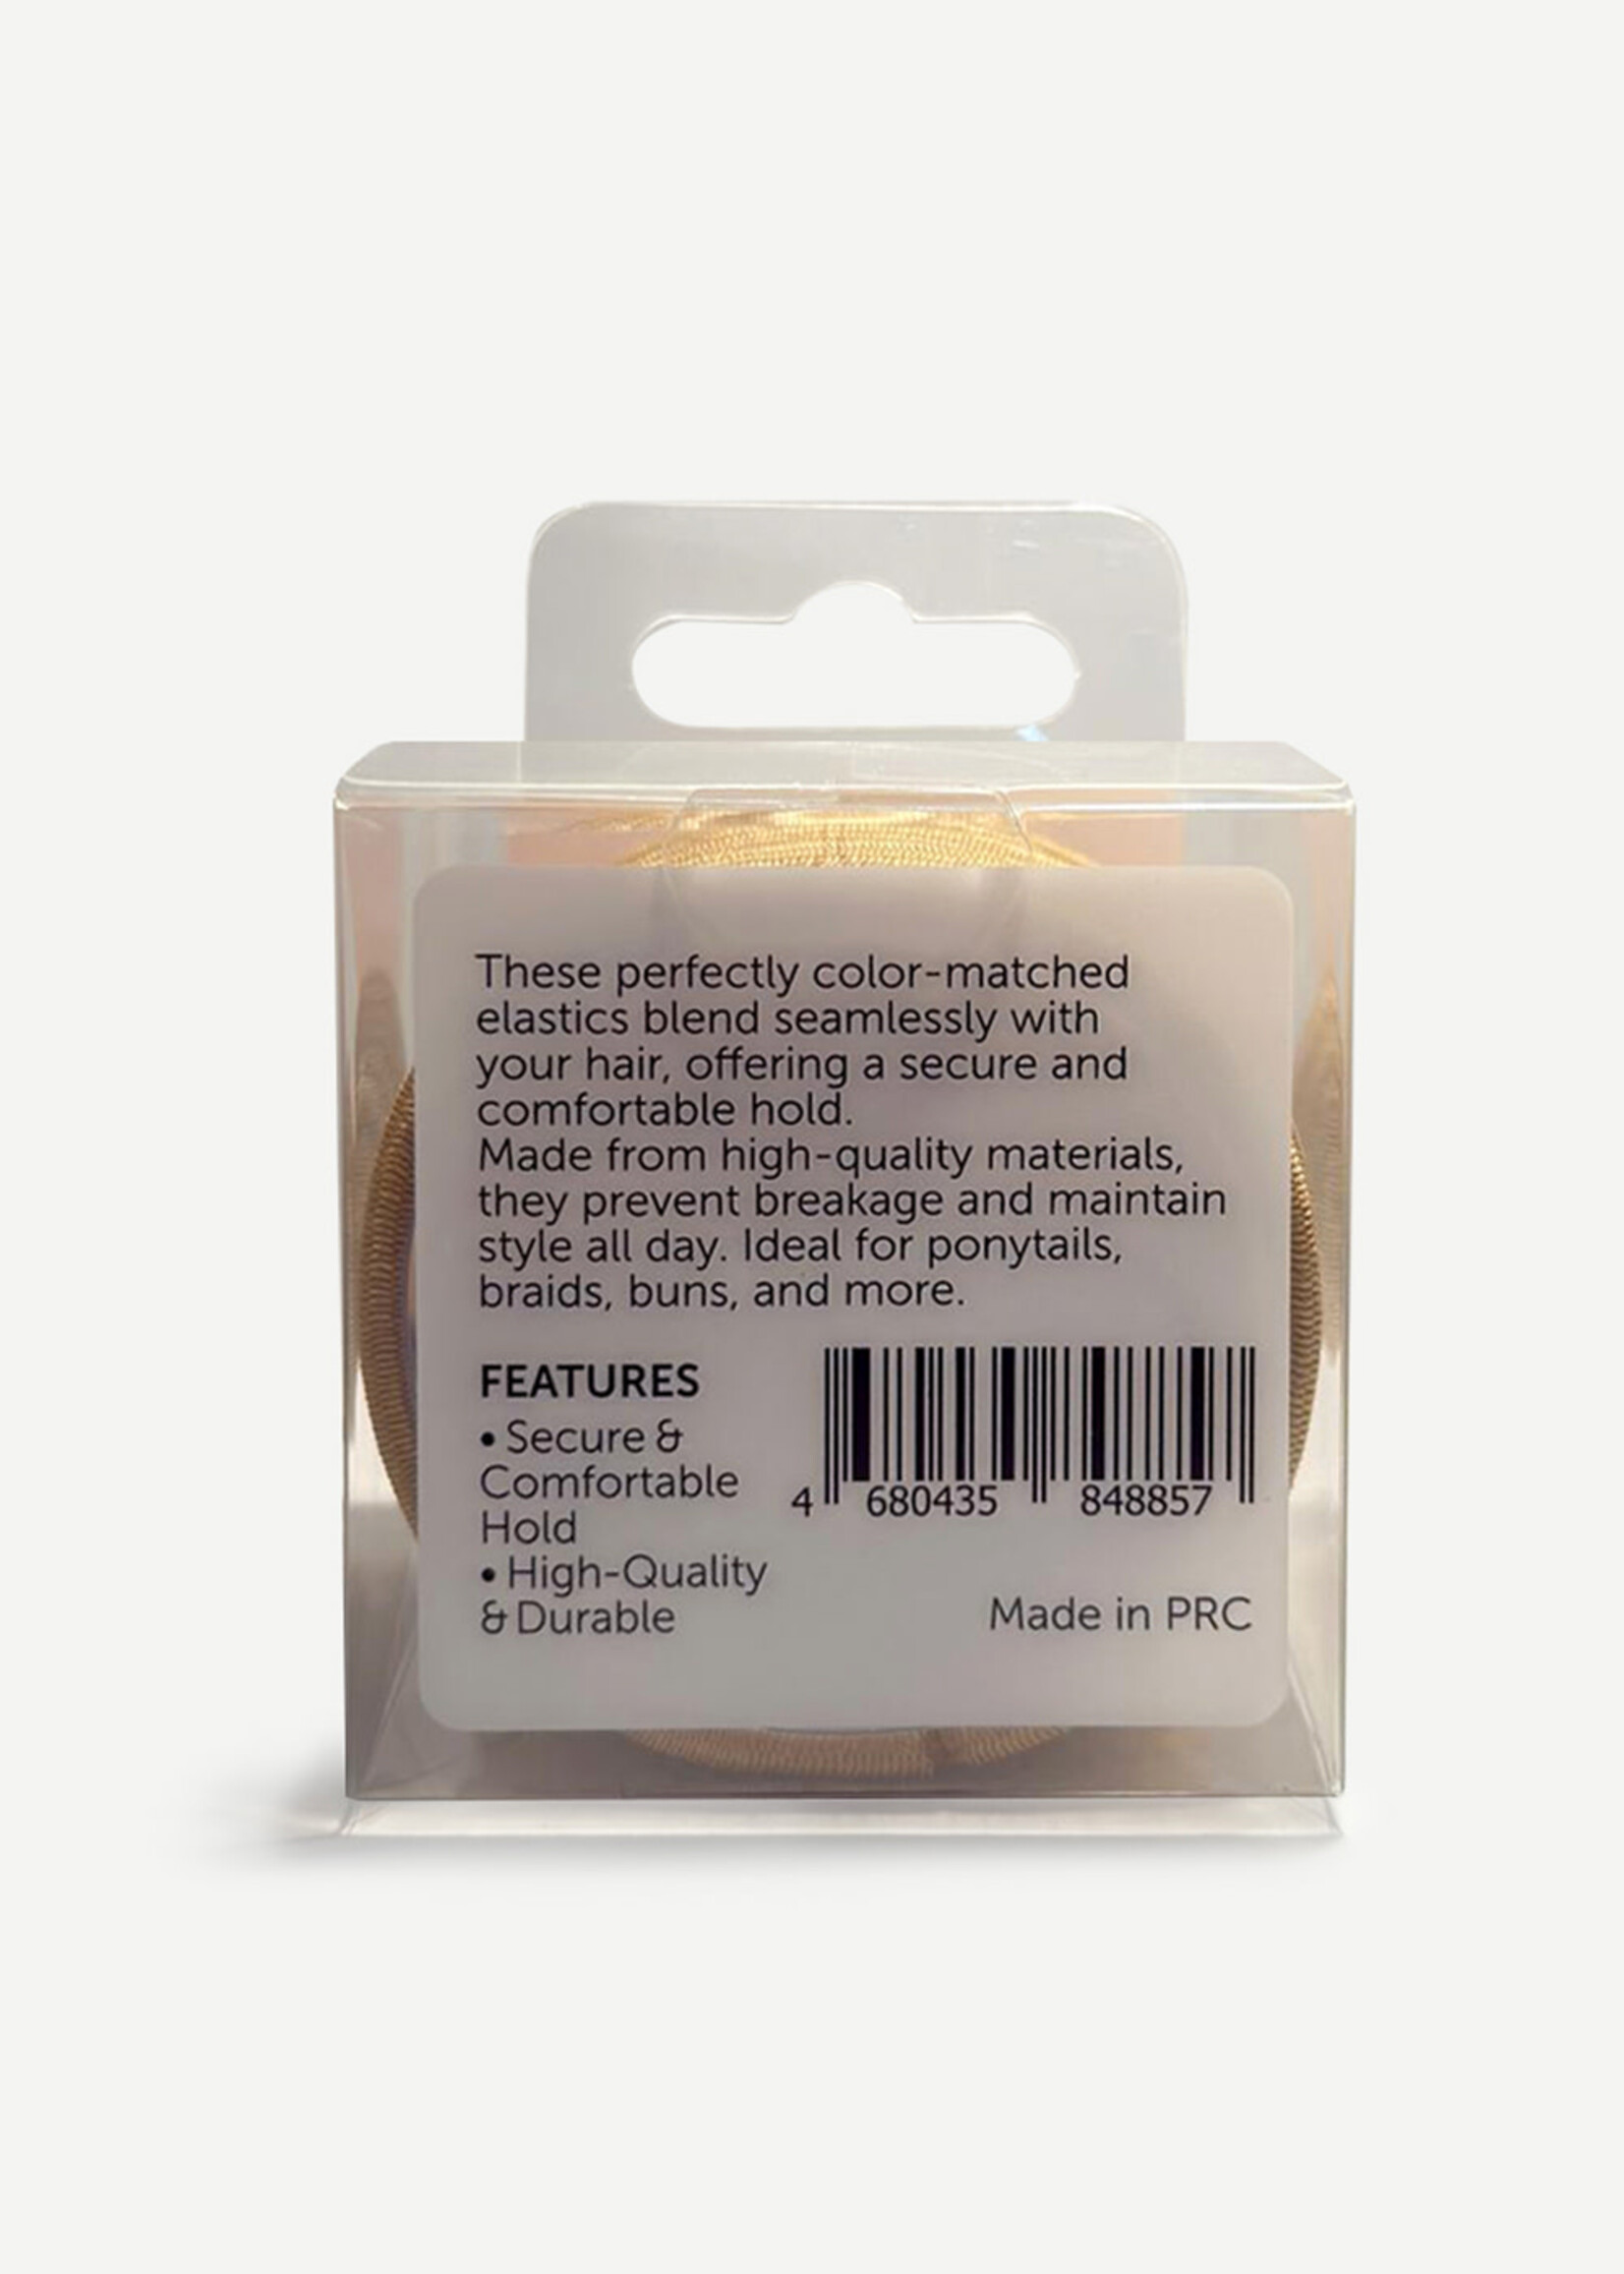 These perfectly color-matched
elastics blend seamlessly with
your hair, offering a secure and
comfortable hold.
Made from high-quality materials,
they prevent breakage and maintain
style all day. Ideal for ponytails,
braids, buns, and more.
FEATURES
• Secure &
Comfortable
Hold
• High-Quality
& Durable
4 680435 848857
Made in PRC